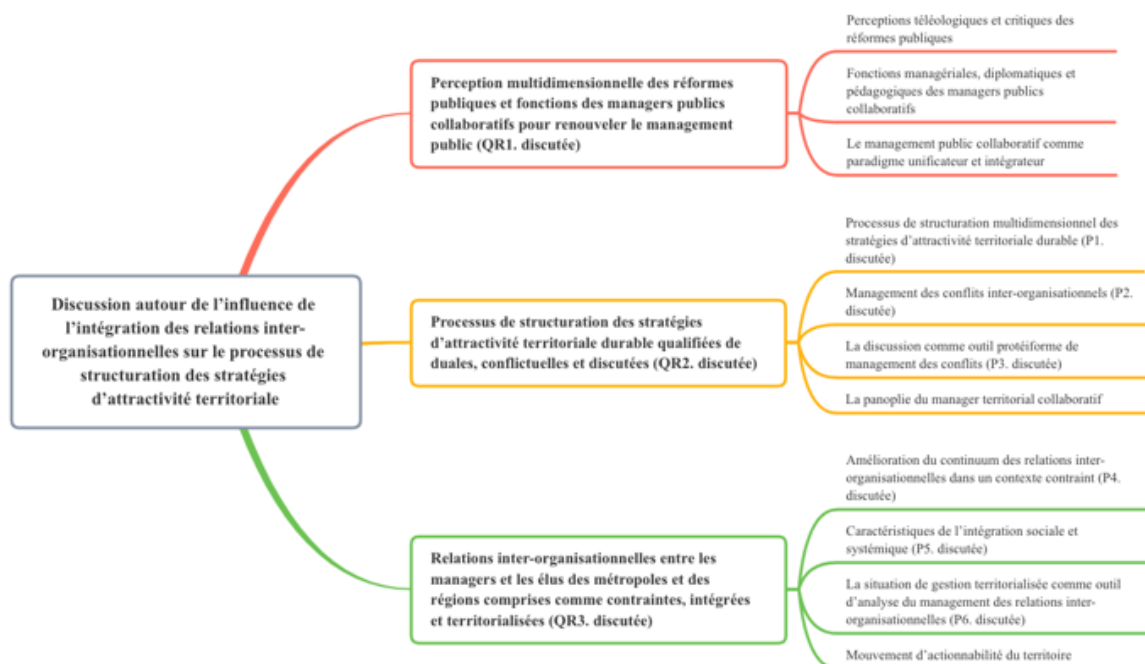 Discussion autour de l'influence de
l'intégration des relations inter-
organisationnelles sur le processus de
structuration des stratégies
d'attractivité territoriale
Perception multidimensionnelle des réformes
publiques et fonctions des managers publics
collaboratifs pour renouveler le management
public (QR1. discutée)
Perceptions téléologiques et critiques des
réformes publiques
Fonctions managériales, diplomatiques et
pédagogiques des managers publics
collaboratifs
Le management public collaboratif comme
paradigme unificateur et intégrateur
Processus de structuration des stratégies
d'attractivité territoriale durable qualifiées de
duales, conflictuelles et discutées (QR2. discutée)
Processus de structuration multidimensionnel des
stratégies d'attractivité territoriale durable (P1.
discutée)
Management des conflits inter-organisationnels (P2.
discutée)
La discussion comme outil protéiforme de
management des conflits (P3. discutée)
La panoplie du manager territorial collaboratif
Relations inter-organisationnelles entre les
managers et les élus des métropoles et des
régions comprises comme contraintes, intégrées
et territorialisées (QR3. discutée)
Amélioration du continuum des relations inter-
organisationnelles dans un contexte contraint (P4.
discutée)
Caractéristiques de l'intégration sociale et
systémique (P5. discutée)
La situation de gestion territorialisée comme outil
d'analyse du management des relations inter-
organisationnelles (P6. discutée)
Mouvement d'actionnabilité du territoire